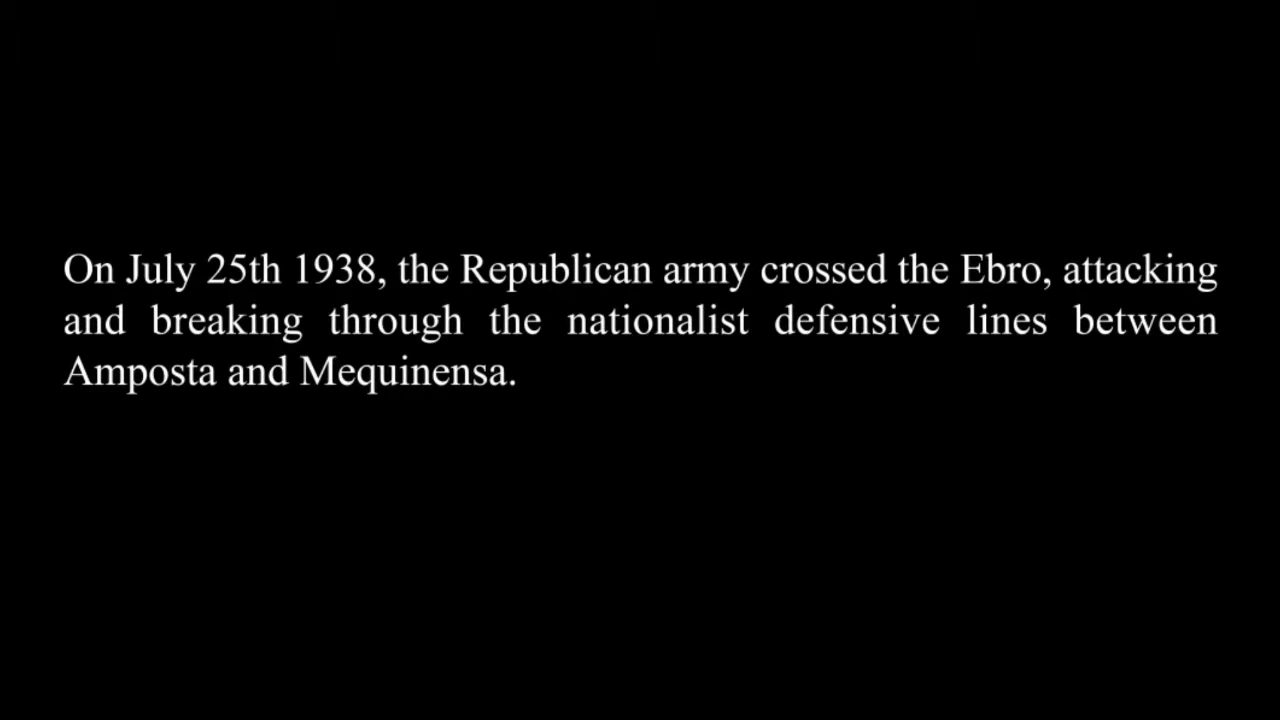 On July 25th 1938, the Republican army crossed the Ebro, attacking
and breaking through the nationalist defensive lines between
Amposta and Mequinensa.